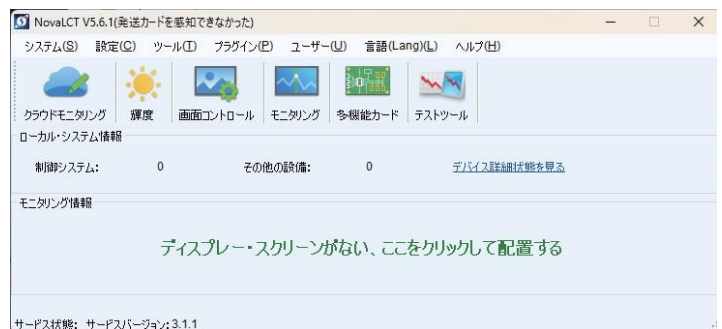 NovaLCT V5.6.1(発送カードを感知できなかった)
システム(S) 設定(C) ツール(T) プラグイン(P) ユーザー(U) 言語(Lang)(L) ヘルプ(H)
クラウドモニタリング 輝度 画面コントロール モニタリング 多機能カード テストツール
ローカル・システム情報
制御システム: 0 その他の設備: 0 デバイス詳細状態を見る
モニタリング情報
ディスプレー・スクリーンがない、ここをクリックして配置する
サービス状態: サービスバージョン: 3.1.1